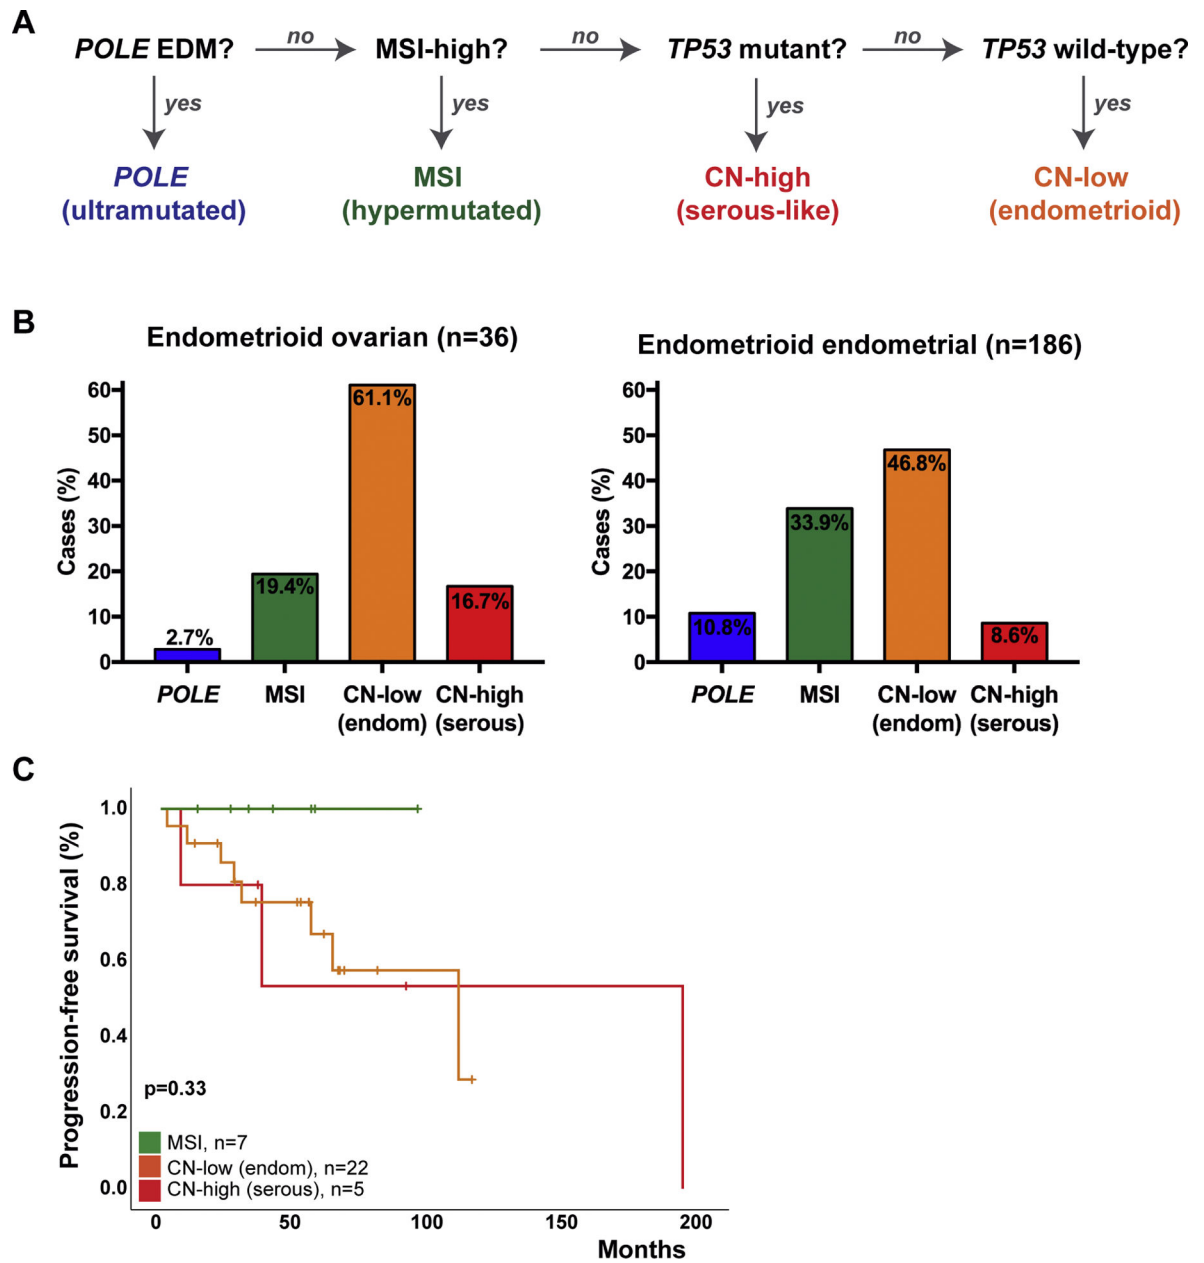 A
POLE EDM? no MSI-high? no TP53 mutant? no TP53 wild-type?
yes yes yes yes
POLE MSI CN-high CN-low
(ultramutated) (hypermutated) (serous-like) (endometrioid)
B
Endometrioid ovarian (n=36)
Cases (%)
60
50
40
30
20
10
0
2.7%
19.4%
61.1%
16.7%
POLE MSI CN-low CN-high
(endom) (serous)
Endometrioid endometrial (n=186)
Cases (%)
60
50
40
30
20
10
0
10.8%
33.9%
46.8%
8.6%
POLE MSI CN-low CN-high
(endom) (serous)
C
Progression-free survival (%)
1.0
0.8
0.6
0.4
0.2
0.0
p=0.33
MSI, n=7
CN-low (endom), n=22
CN-high (serous), n=5
0 50 100 150 200
Months